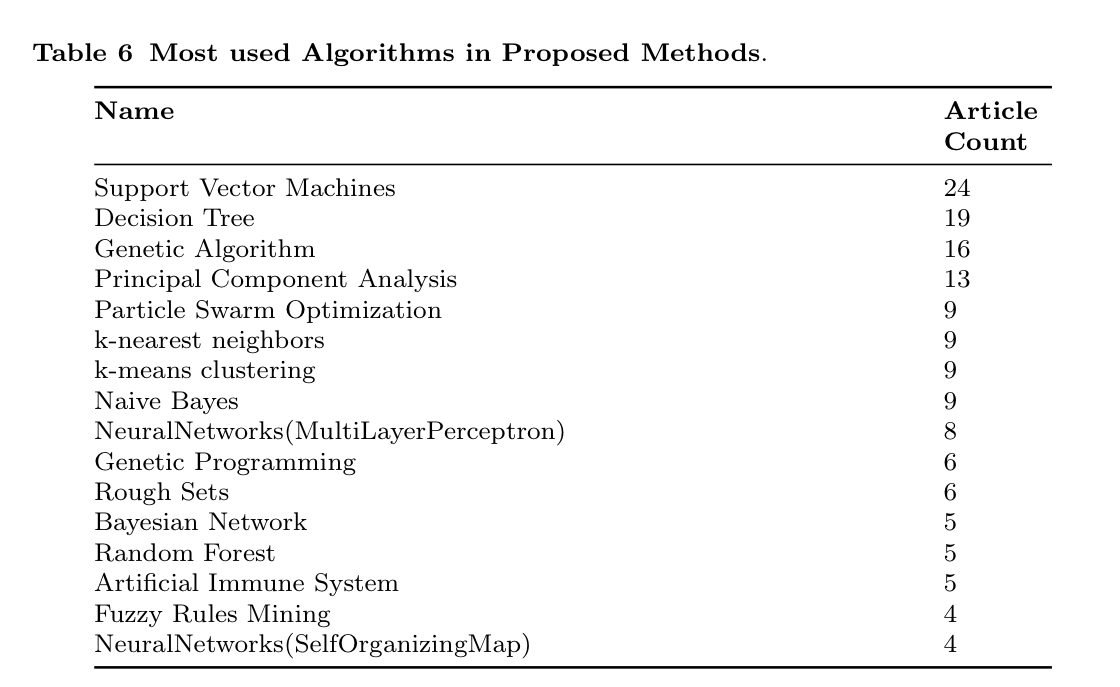 Table 6 Most used Algorithms in Proposed Methods.
Name Article
Count
Support Vector Machines 24
Decision Tree 19
Genetic Algorithm 16
Principal Component Analysis 13
Particle Swarm Optimization 9
k-nearest neighbors 9
k-means clustering 9
Naive Bayes 9
NeuralNetworks(MultiLayerPerceptron) 8
Genetic Programming 6
Rough Sets 6
Bayesian Network 5
Random Forest 5
Artificial Immune System 5
Fuzzy Rules Mining 4
NeuralNetworks(SelfOrganizingMap) 4